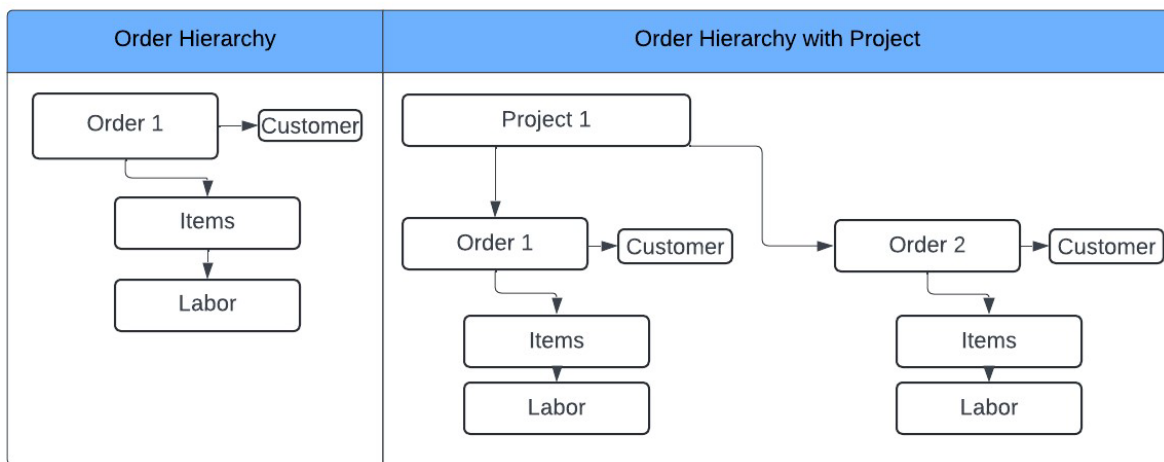 Order Hierarchy
Order Hierarchy with Project
Order 1
Customer
Items
Labor
Project 1
Order 1
Customer
Items
Labor
Order 2
Customer
Items
Labor